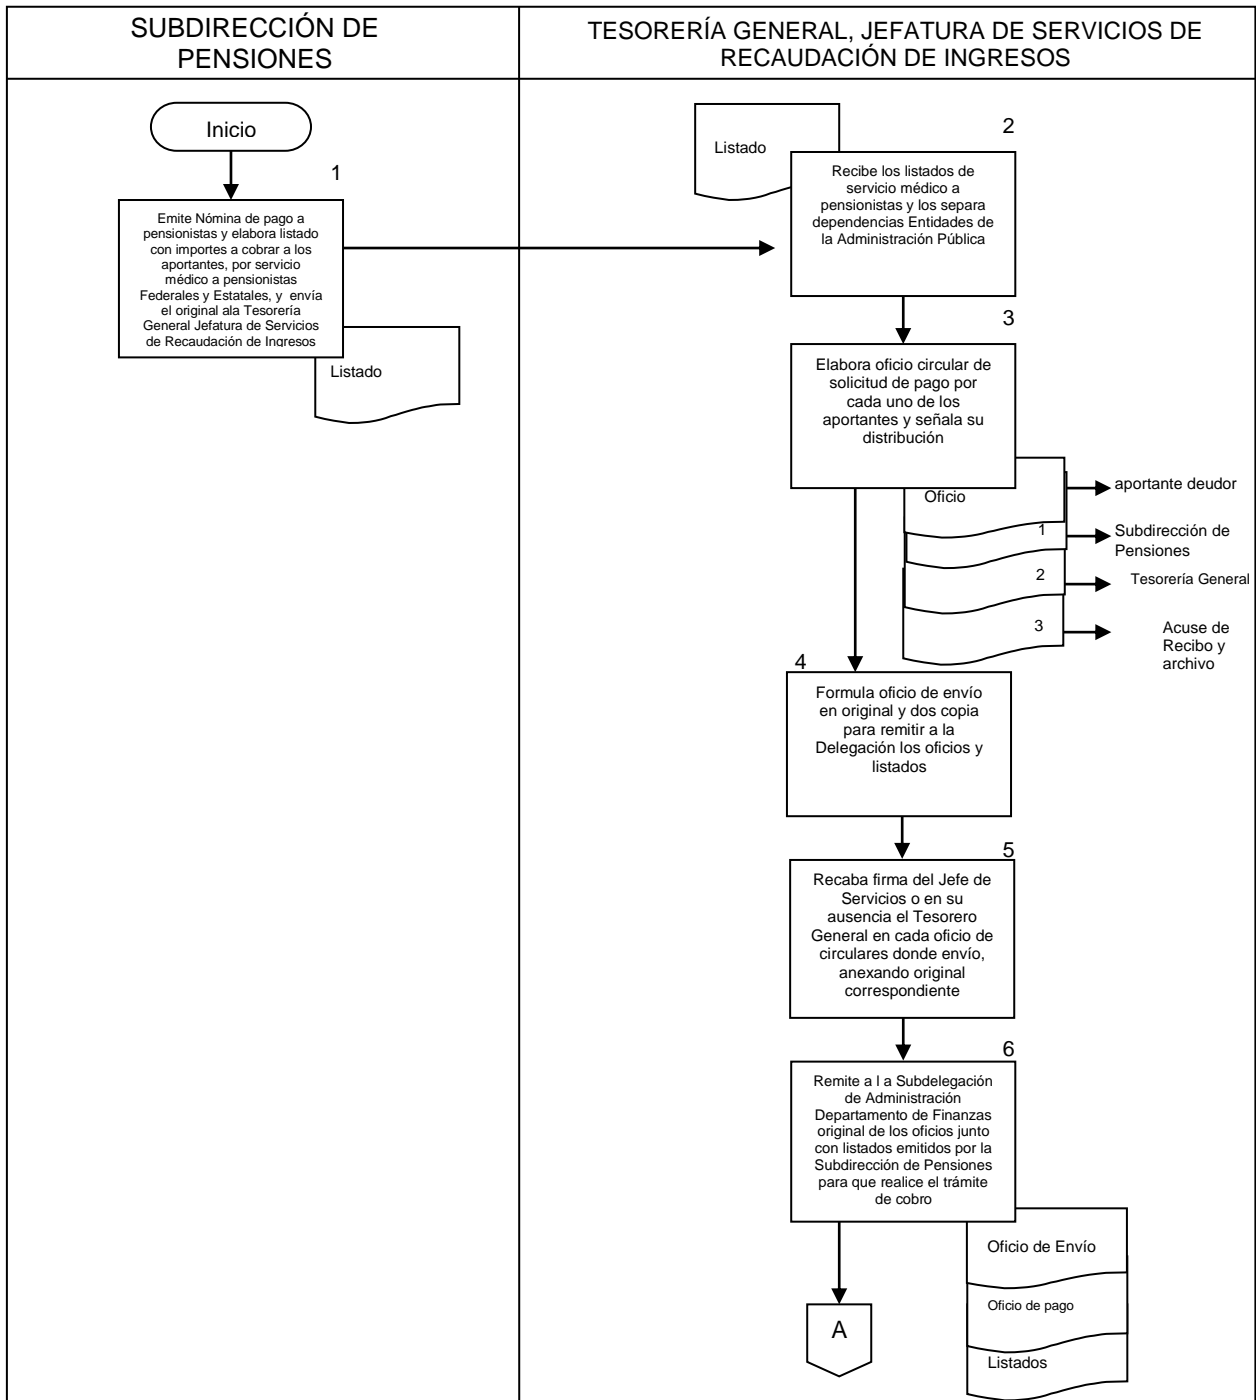 SUBDIRECCIÓN DE
PENSIONES
TESORERÍA GENERAL, JEFATURA DE SERVICIOS DE
RECAUDACIÓN DE INGRESOS
Inicio
1
Emite Nómina de pago a
pensionistas y elabora listado
con importes a cobrar a los
aportantes, por servicio
médico a pensionistas
Federales y Estatales, y envía
el original ala Tesorería
General Jefatura de Servicios
de Recaudación de Ingresos
Listado
Listado
2
Recibe los listados de
servicio médico a
pensionistas y los separa
dependencias Entidades de
la Administración Pública
3
Elabora oficio circular de
solicitud de pago por
cada uno de los
aportantes y señala su
distribución
Oficio
aportante deudor
1
Subdirección de
Pensiones
2
Tesorería General
3
Acuse de
Recibo y
archivo
4
Formula oficio de envío
en original y dos copia
para remitir a la
Delegación los oficios y
listados
5
Recaba firma del Jefe de
Servicios o en su
ausencia el Tesorero
General en cada oficio de
circulares donde envío,
anexando original
correspondiente
6
Remite a l a Subdelegación
de Administración
Departamento de Finanzas
original de los oficios junto
con listados emitidos por la
Subdirección de Pensiones
para que realice el trámite
de cobro
Oficio de Envío
Oficio de pago
Listados
A